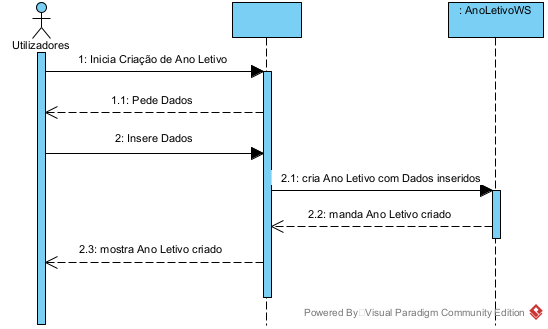 : AnoLetivoWS
Utilizadores
1: Inicia Criação de Ano Letivo
1.1: Pede Dados
2: Insere Dados
2.1: cria Ano Letivo com Dados inseridos
2.2: manda Ano Letivo criado
2.3: mostra Ano Letivo criado
Powered By Visual Paradigm Community Edition